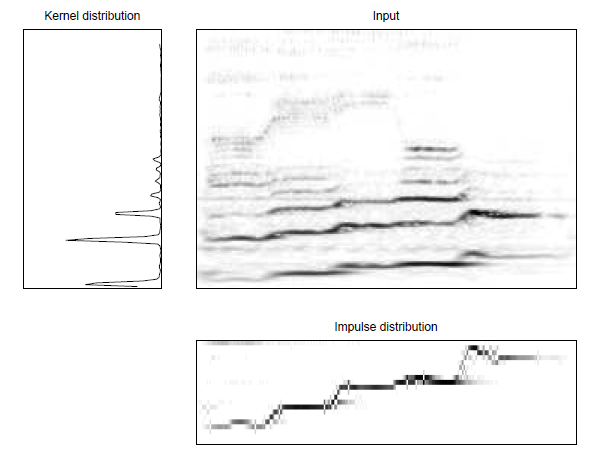 Kernel distribution
Input
Impulse distribution